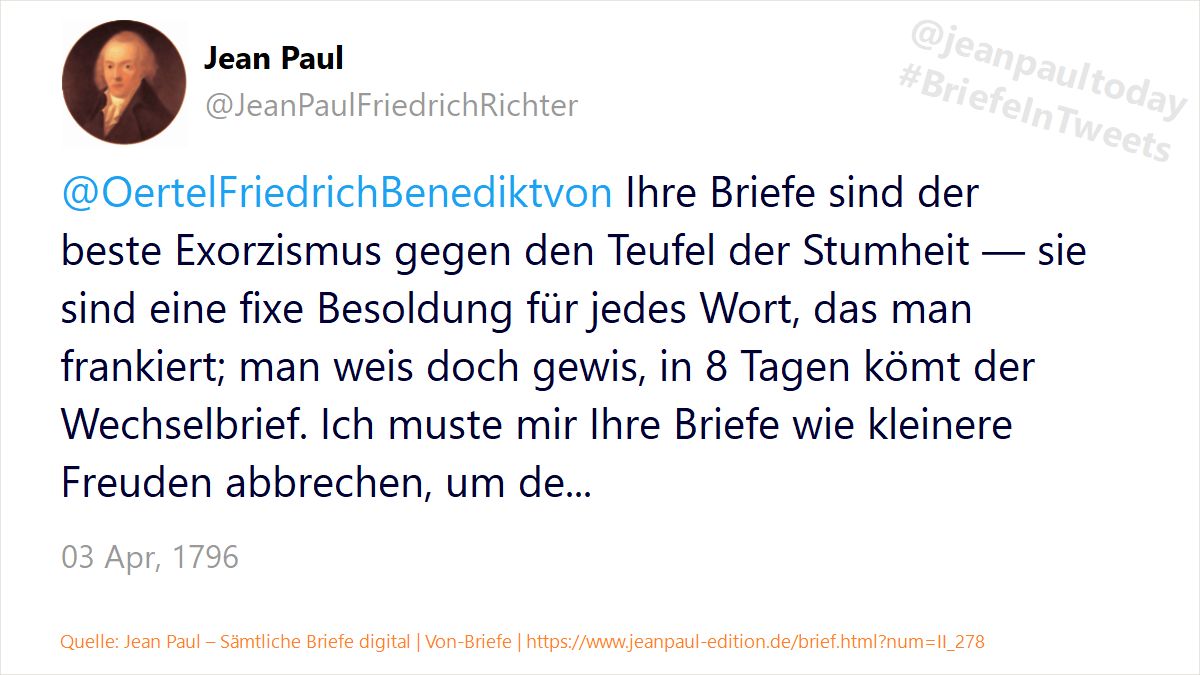 Jean Paul
@JeanPaulFriedrichRichter
@jeanpaultoday
#BriefeInTweets
@OertelFriedrichBenediktvon Ihre Briefe sind der
beste Exorzismus gegen den Teufel der Stumheit — sie
sind eine fixe Besoldung für jedes Wort, das man
frankiert; man weis doch gewis, in 8 Tagen kömt der
Wechselbrief. Ich muste mir Ihre Briefe wie kleinere
Freuden abbrechen, um de...
03 Apr, 1796
Quelle: Jean Paul – Sämtliche Briefe digital | Von-Briefe | https://www.jeanpaul-edition.de/brief.html?num=II_278